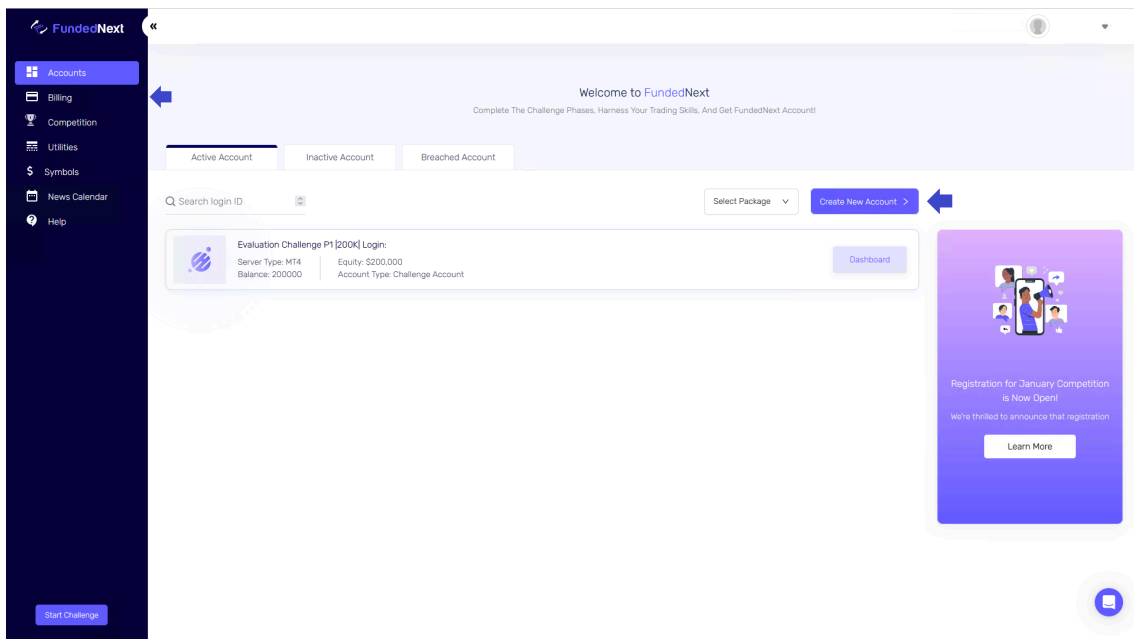 FundedNext
«
Accounts
Billing
Competition
Utilities
$ Symbols
News Calendar
Help
Start Challenge
Welcome to FundedNext
Complete The Challenge Phases, Harness Your Trading Skills, And Get FundedNext Account!
Active Account
Inactive Account
Breached Account
Search login ID
Select Package
Create New Account >
Evaluation Challenge P1 |200K| Login:
Server Type: MT4
Equity: $200,000
Balance: 200000
Account Type: Challenge Account
Dashboard
Registration for January Competition
is Now Open!
We're thrilled to announce that registration
Learn More